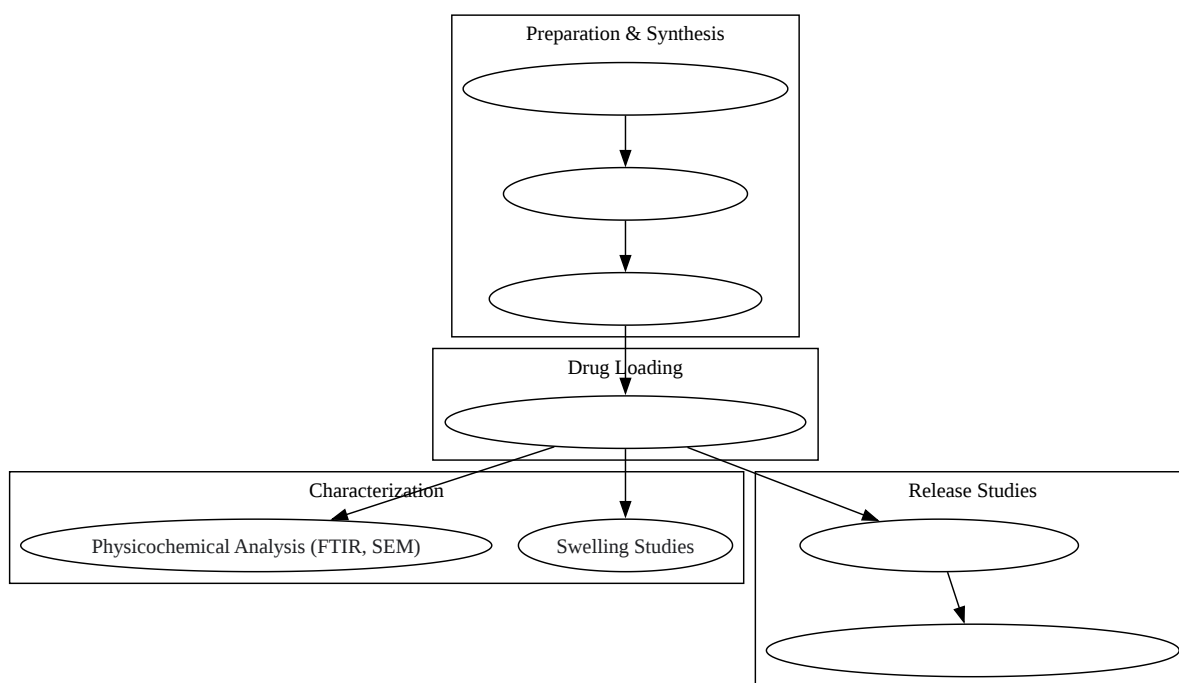 Preparation & Synthesis
Drug Loading
Characterization
Release Studies
Physicochemical Analysis (FTIR, SEM)
Swelling Studies